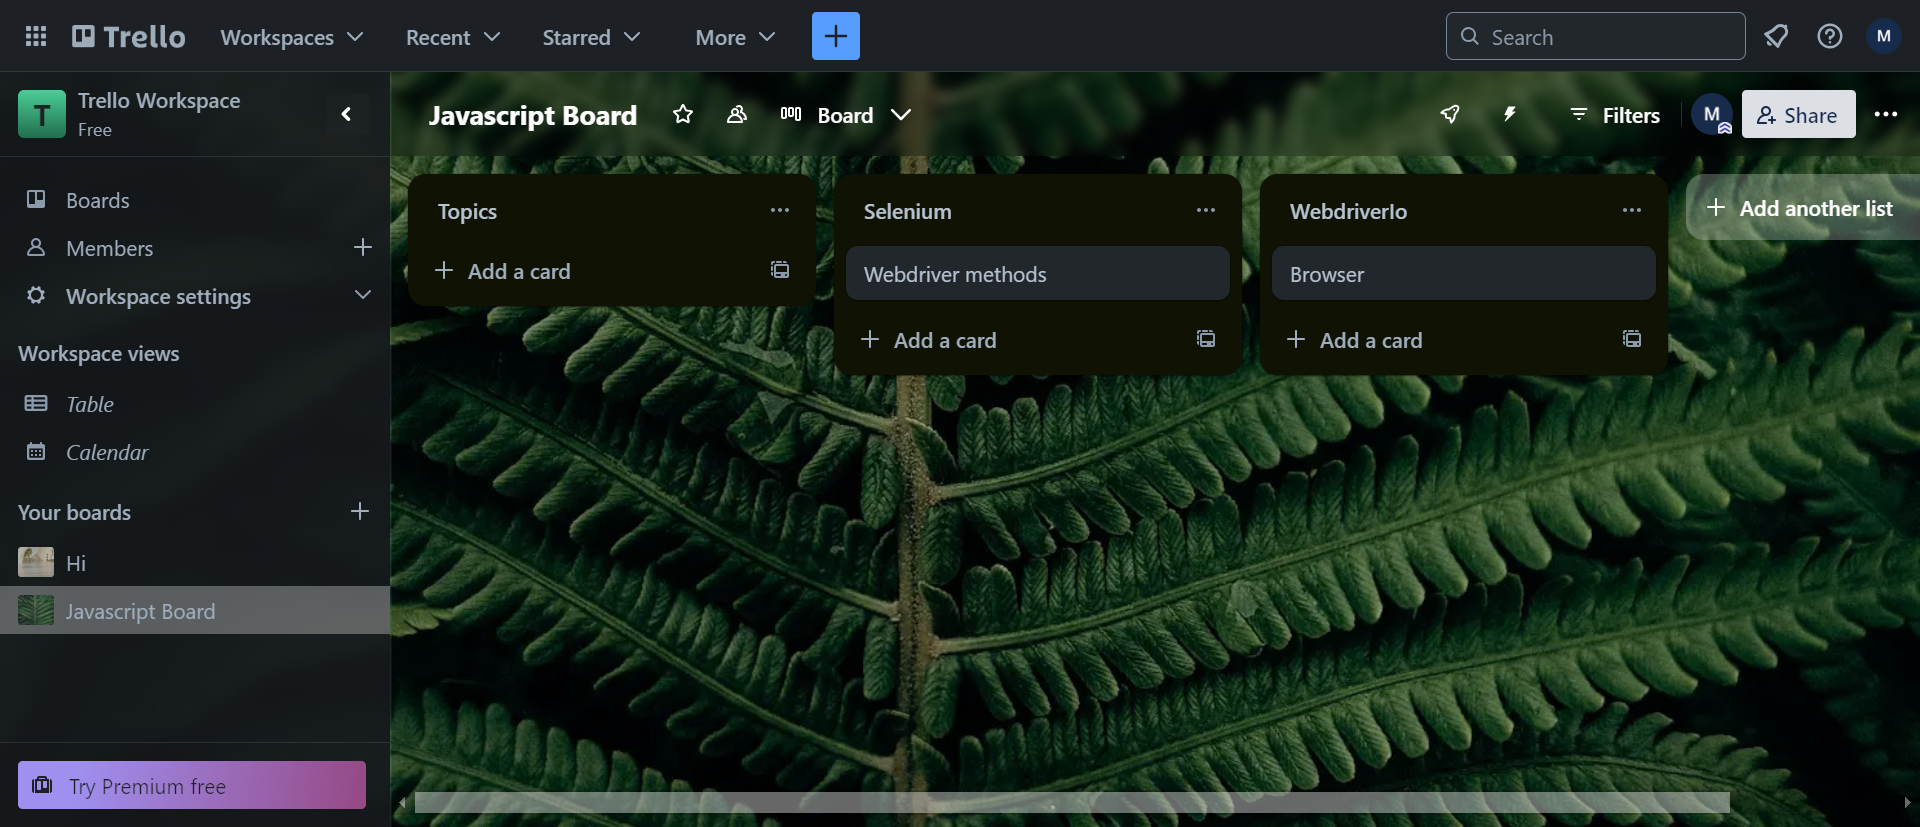 Trello
Workspaces
Recent
Starred
More
Search
M
T
Trello Workspace
Free
Boards
Members
Workspace settings
Workspace views
Table
Calendar
Your boards
Hi
Javascript Board
Try Premium free
Javascript Board
Board
Filters
M
Share
Topics
Add a card
Selenium
Webdriver methods
Add a card
WebdriverIo
Browser
Add a card
Add another list